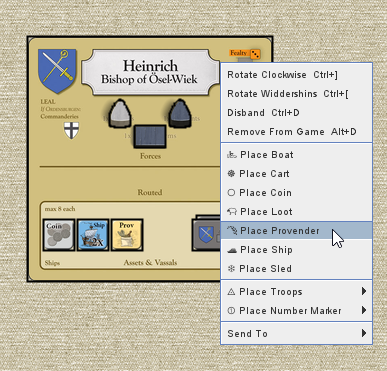 Heinrich
Bishop of Ösel-Wiek
Fealty
LEAL
Commanderies
Forces
Routed
max 8 each
Coin
Ship
2X
Prov
Ships
Assets & Vassals
Rotate Clockwise Ctrl+]
Rotate Widdershins Ctrl+[
Disband Ctrl+D
Remove From Game Alt+D
Place Boat
Place Cart
Place Coin
Place Loot
Place Provender
Place Ship
Place Sled
Place Troops
Place Number Marker
Send To